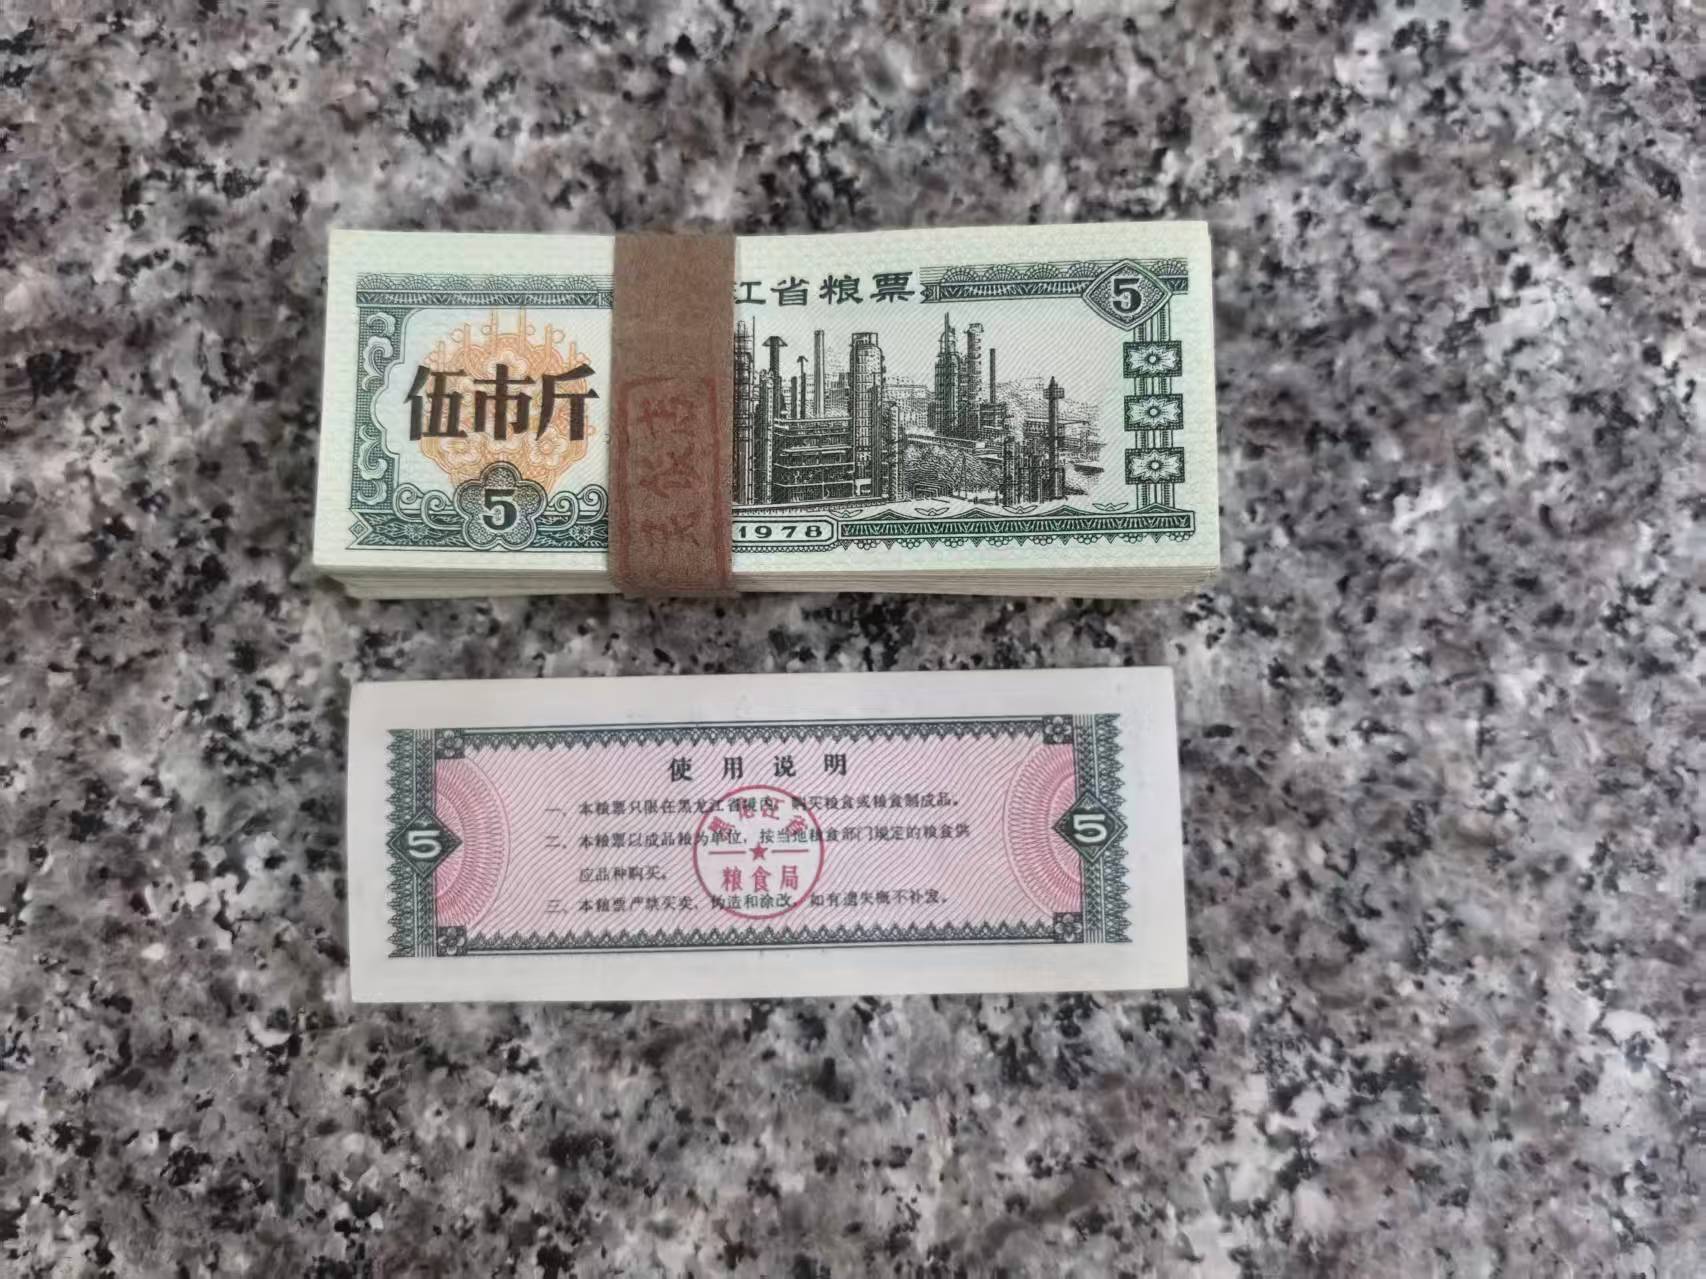 江省粮票
5
伍市斤
5
1978
使用说明
一、本粮票只限在黑龙江省境内，购买粮食或粮食制成品。
二、本粮票以成品粮为单位，按当地粮食部门规定的粮食供
应品种购买。
三、本粮票严禁买卖、伪造和涂改，如有遗失概不补发。
5
5
黑龙江省
粮食局